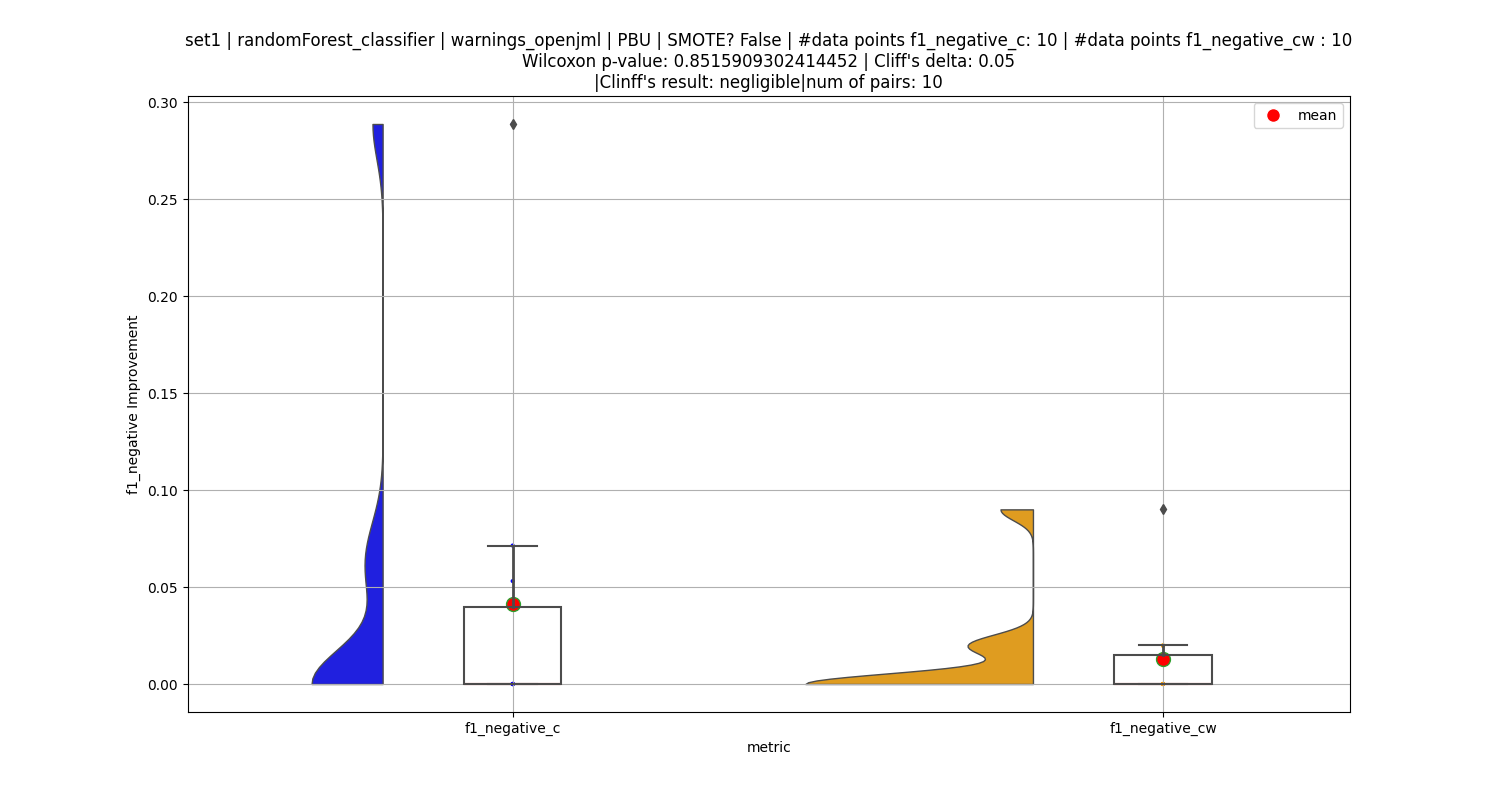 set1 | randomForest_classifier | warnings_openjml | PBU | SMOTE? False | #data points f1_negative_c: 10 | #data points f1_negative_cw : 10
Wilcoxon p-value: 0.8515909302414452 | Cliff's delta: 0.05
|Clinff's result: negligible|num of pairs: 10
mean
f1_negative Improvement
0.30
0.25
0.20
0.15
0.10
0.05
0.00
f1_negative_c
f1_negative_cw
metric